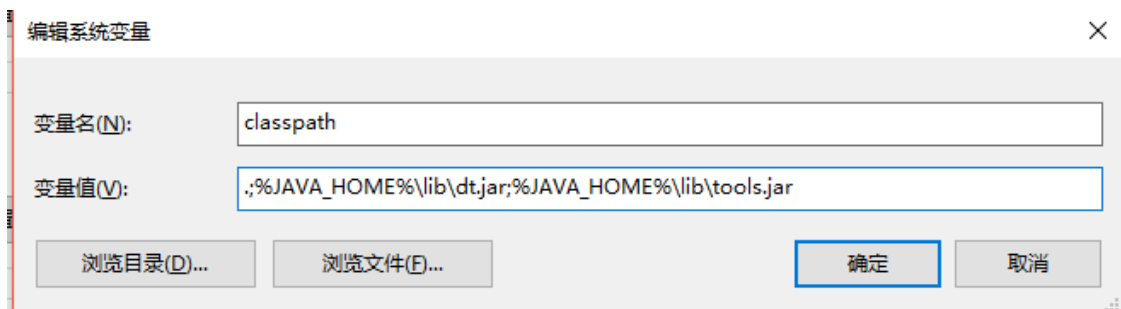 编辑系统变量
变量名(N):
classpath
变量值(V):
.;%JAVA_HOME%\lib\dt.jar;%JAVA_HOME%\lib\tools.jar
浏览目录(D)...
浏览文件(F)...
确定
取消